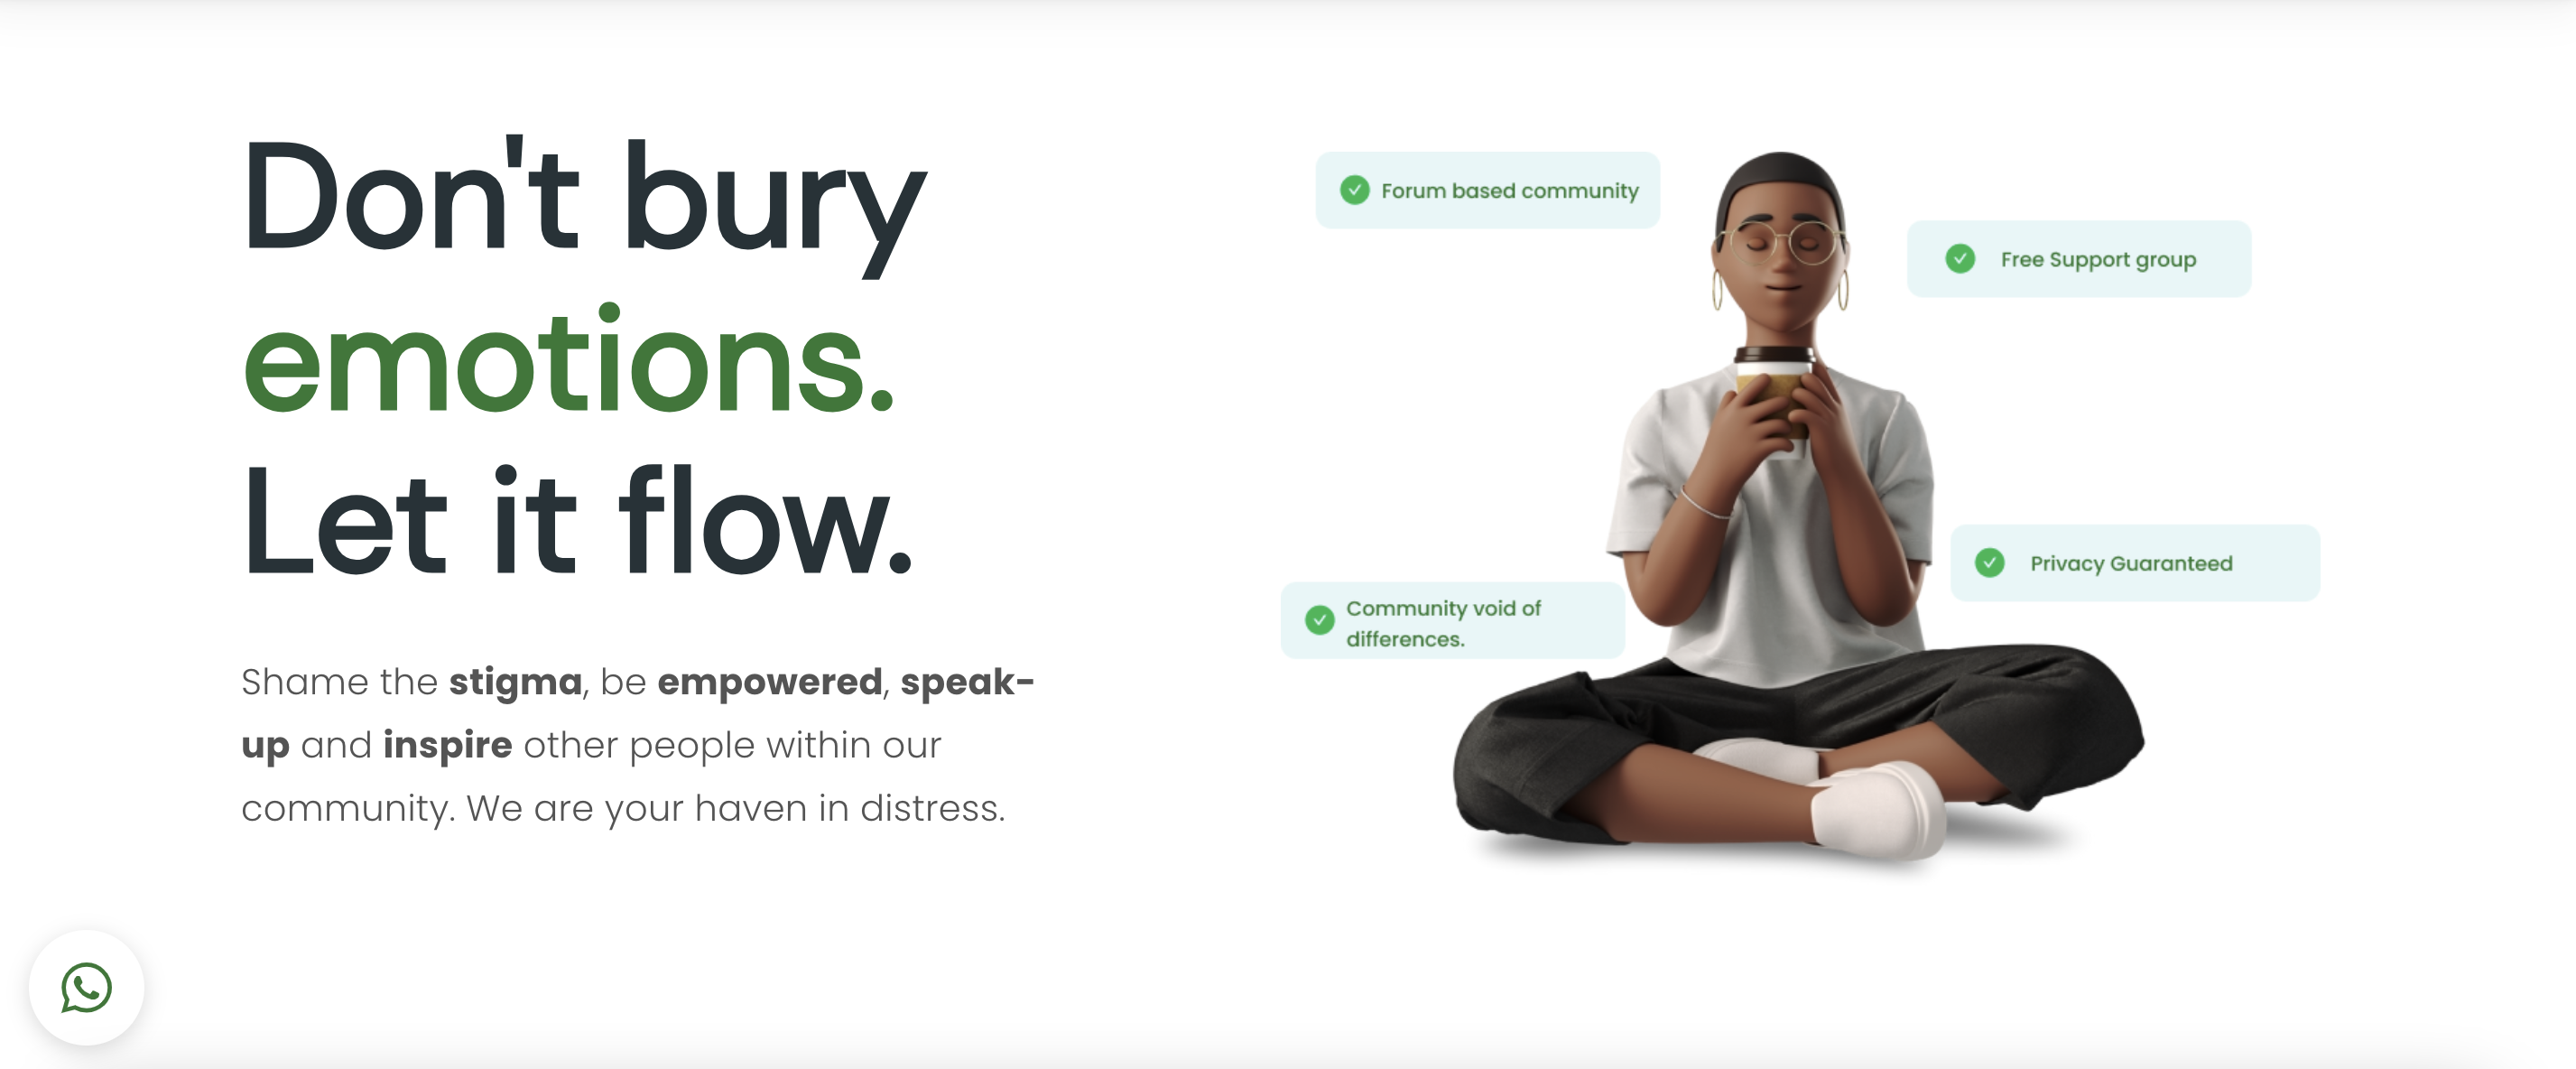 Don't bury
emotions.
Let it flow.
Shame the stigma, be empowered, speak-
up and inspire other people within our
community. We are your haven in distress.
Forum based community
Free Support group
Privacy Guaranteed
Community void of
differences.